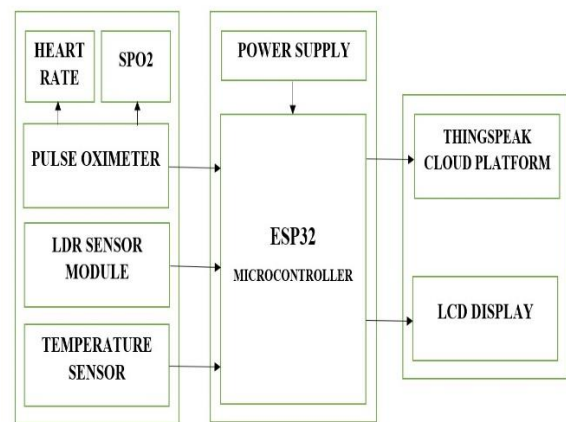 HEART
RATE
SPO2
PULSE OXIMETER
LDR SENSOR
MODULE
TEMPERATURE
SENSOR
POWER SUPPLY
ESP32
MICROCONTROLLER
THINGSPEAK
CLOUD PLATFORM
LCD DISPLAY